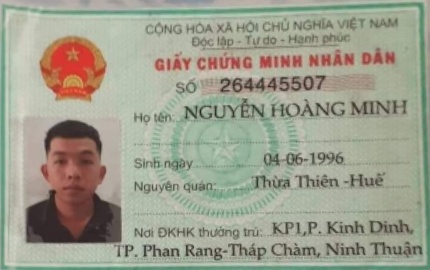 CỘNG HÒA XÃ HỘI CHỦ NGHĨA VIỆT NAM
Độc lập - Tự do - Hạnh phúc
GIẤY CHỨNG MINH NHÂN DÂN
SỐ 264445507
Họ tên: NGUYỄN HOÀNG MINH
Sinh ngày 04-06-1996
Nguyên quán: Thừa Thiên -Huế
Nơi ĐKHK thường trú: KP1,P. Kinh Dinh,
TP. Phan Rang-Tháp Chàm, Ninh Thuận